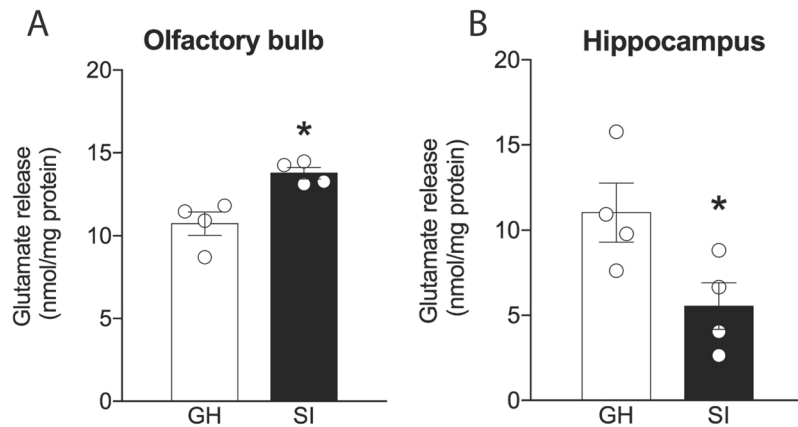 A
Olfactory bulb
Glutamate release
(nmol/mg protein)
20
15
10
5
0
*
GH
SI
B
Hippocampus
Glutamate release
(nmol/mg protein)
20
15
10
5
0
*
GH
SI